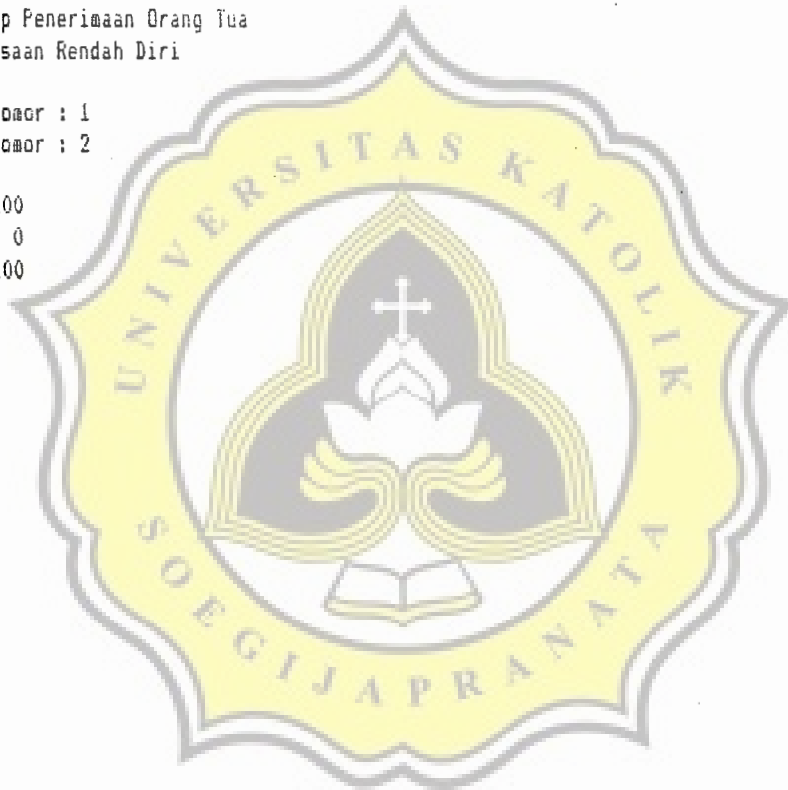 p Penerimaan Orang Tua
saan Rendah Diri
omor : 1
omor : 2
00
0
00
UNIVERSITAS KATOLIK
SOEGIJAPRANATA